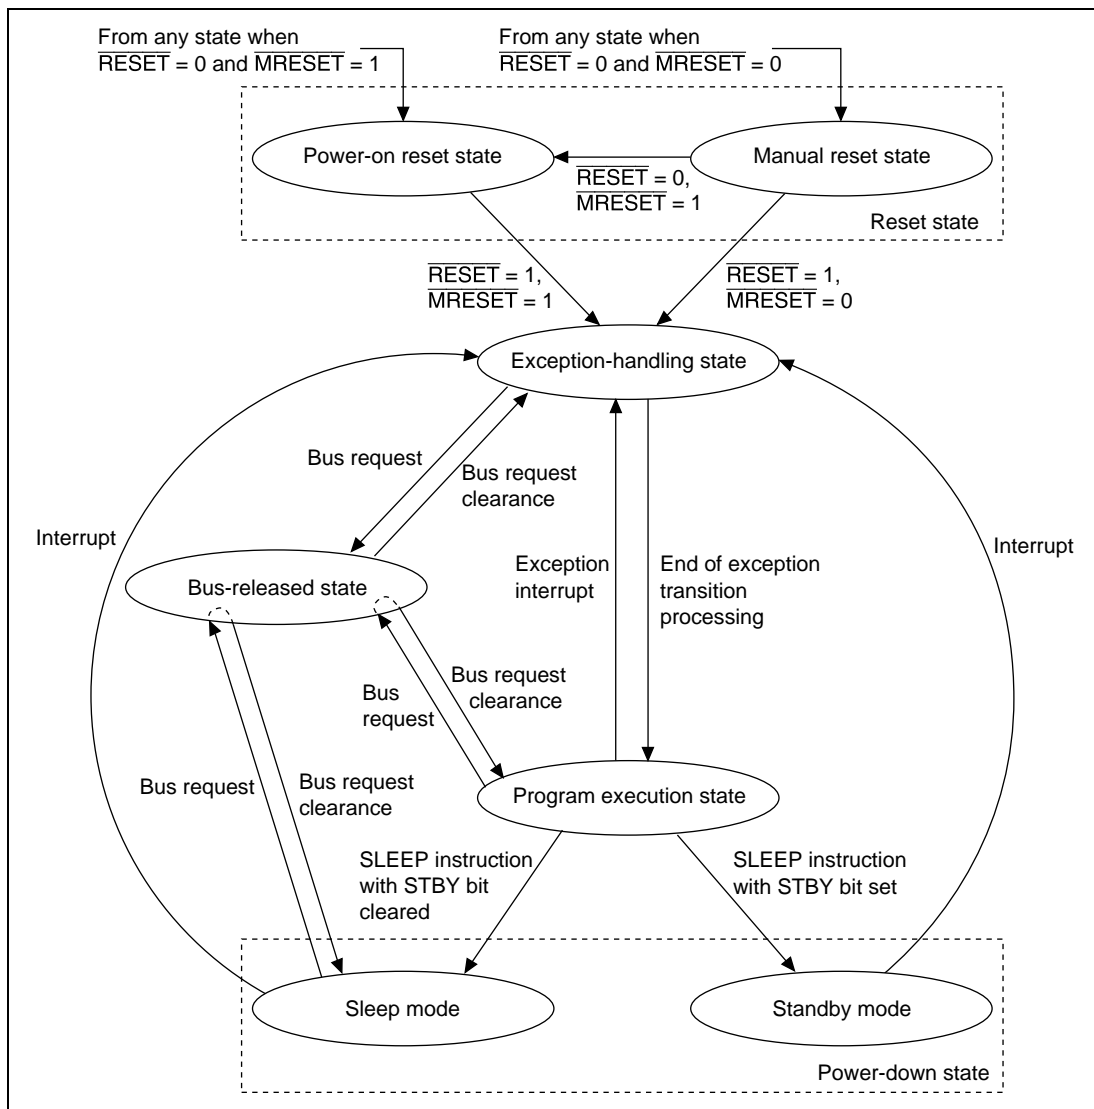 From any state when
RESET = 0 and MRESET = 1
From any state when
RESET = 0 and MRESET = 0
Power-on reset state
Manual reset state
RESET = 0,
MRESET = 1
Reset state
RESET = 1,
MRESET = 1
RESET = 1,
MRESET = 0
Exception-handling state
Bus request
Bus request
clearance
Interrupt
Interrupt
Exception
interrupt
End of exception
transition
processing
Bus-released state
Bus request
clearance
Bus
request
Bus request
Bus request
clearance
Program execution state
SLEEP instruction
with STBY bit
cleared
SLEEP instruction
with STBY bit set
Sleep mode
Standby mode
Power-down state